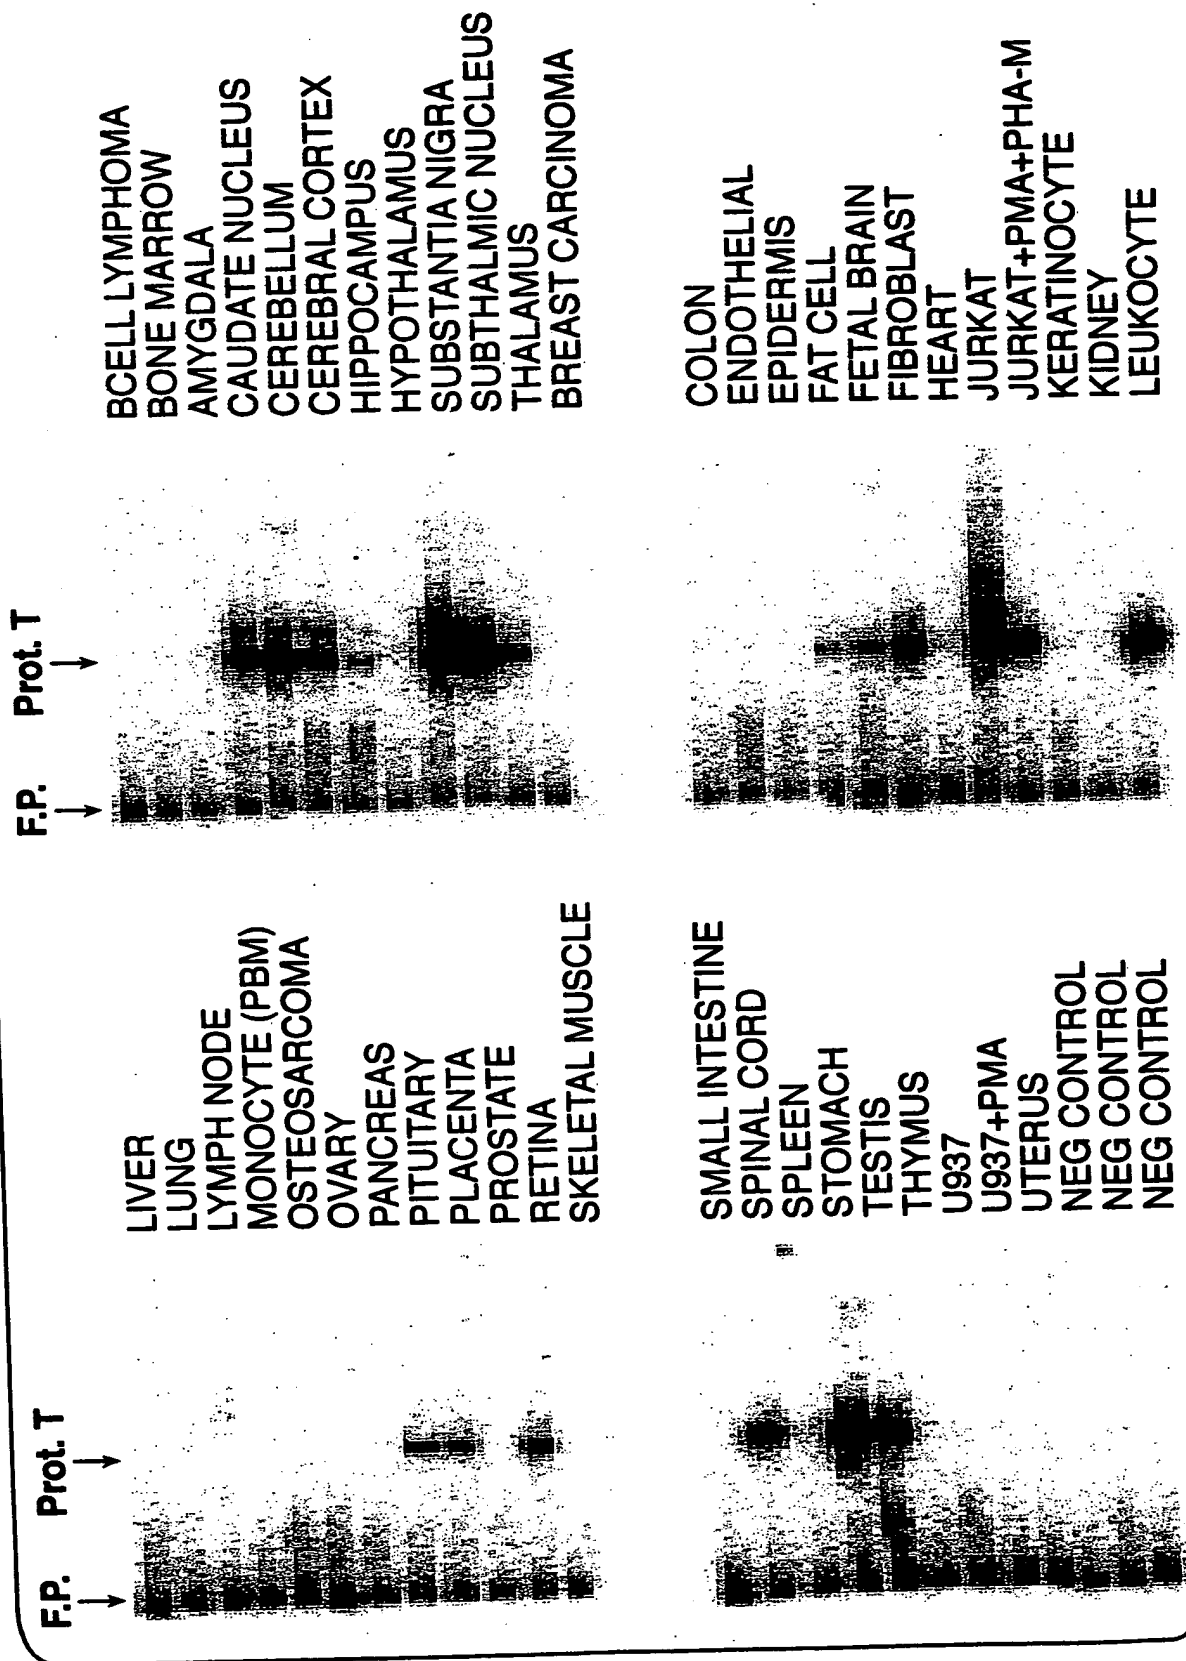 F.P.
Prot. T
BCELL LYMPHOMA
BONE MARROW
AMYGDALA
CAUDATE NUCLEUS
CEREBELLUM
CEREBRAL CORTEX
HIPPOCAMPUS
HYPOTHALAMUS
SUBSTANTIA NIGRA
SUBTHALMIC NUCLEUS
THALAMUS
BREAST CARCINOMA
COLON
ENDOTHELIAL
EPIDERMIS
FAT CELL
FETAL BRAIN
FIBROBLAST
HEART
JURKAT
JURKAT+PMA+PHA-M
KERATINOCYTE
KIDNEY
LEUKOCYTE
F.P.
Prot. T
LIVER
LUNG
LYMPH NODE
MONOCYTE (PBM)
OSTEOSARCOMA
OVARY
PANCREAS
PITUITARY
PLACENTA
PROSTATE
RETINA
SKELETAL MUSCLE
SMALL INTESTINE
SPINAL CORD
SPLEEN
STOMACH
TESTIS
THYMUS
U937
U937+PMA
UTERUS
NEG CONTROL
NEG CONTROL
NEG CONTROL